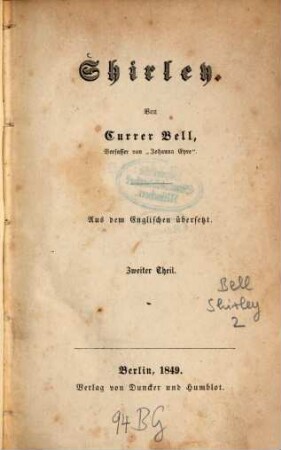 Shirley.
Von
Currer Bell,
Verfasser von „Johanna Eyre“.
Aus dem Englischen übersetzt.
Zweiter Theil.
Bell
Shirley
2
Berlin, 1849.
Verlag von Duncker und Humblot.
94 BG